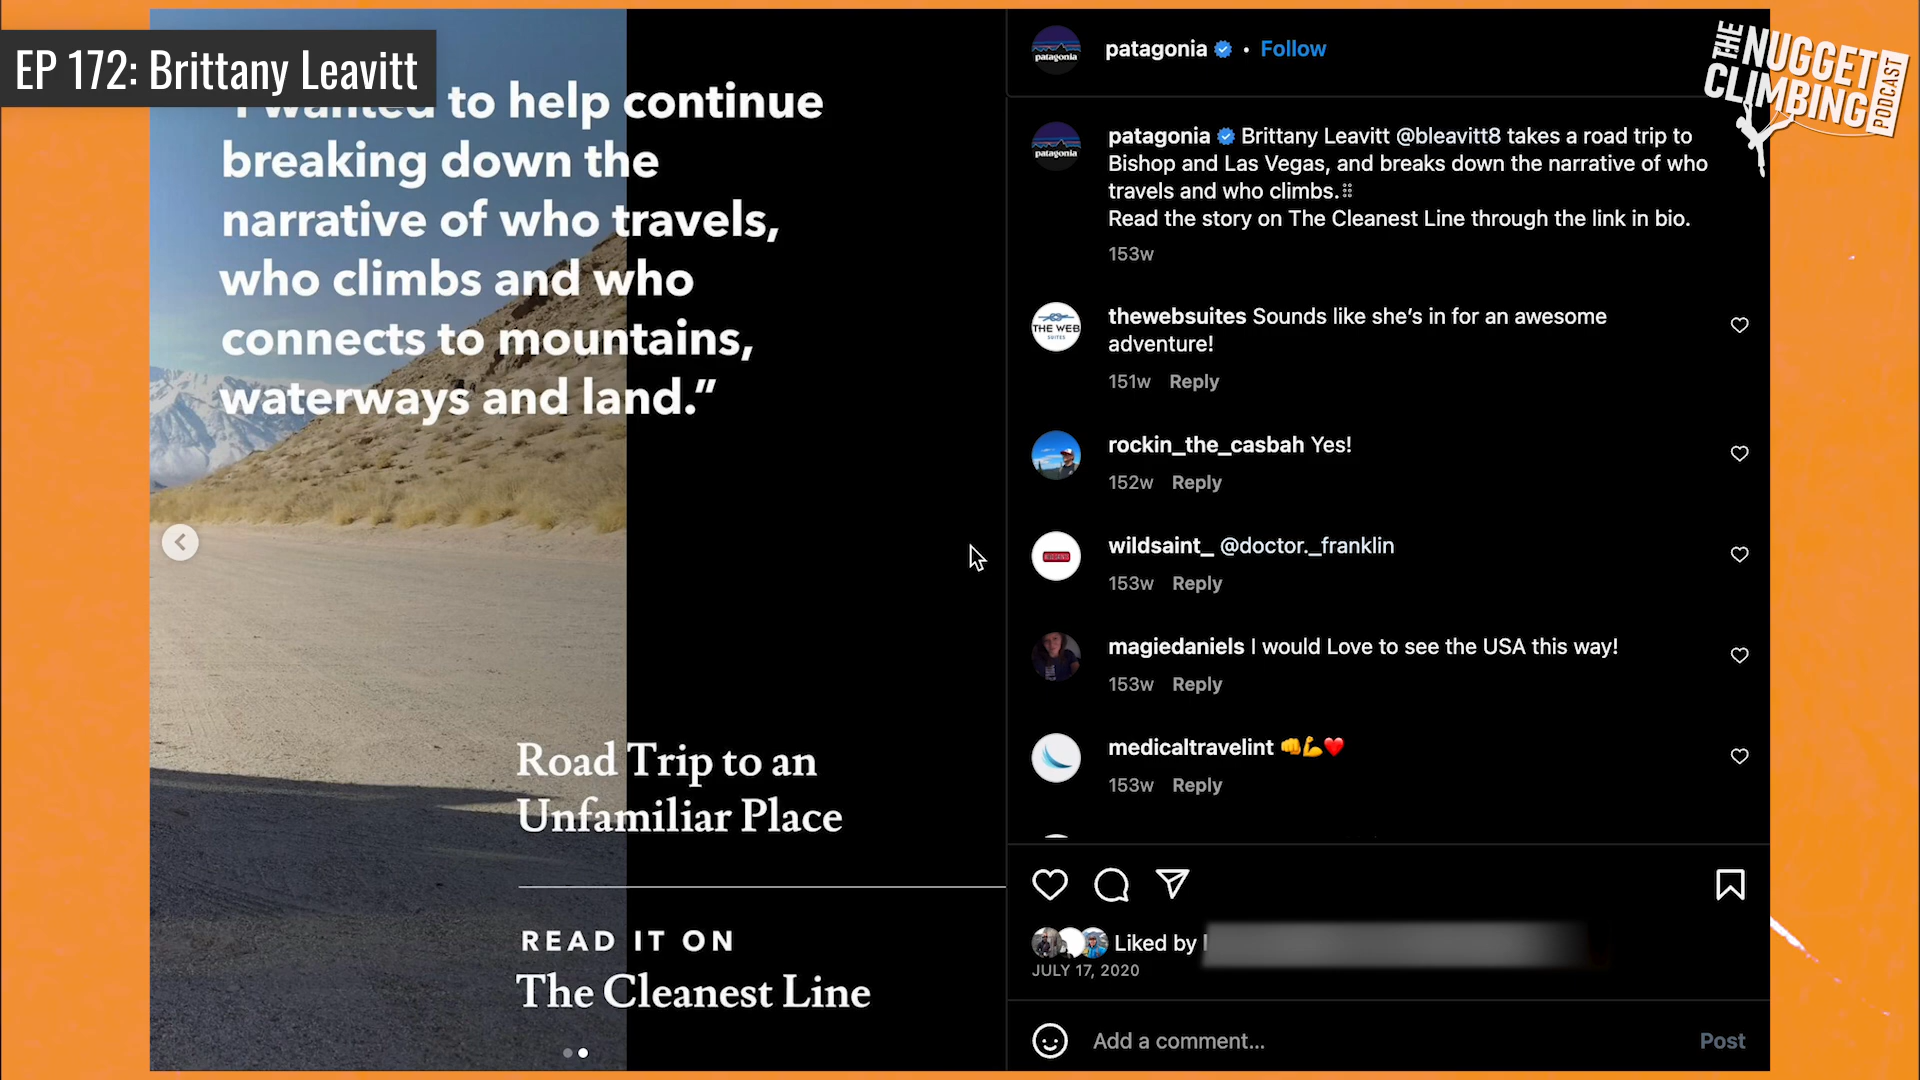 EP 172: Brittany Leavitt
"I wanted to help continue
breaking down the
narrative of who travels,
who climbs and who
connects to mountains,
waterways and land.”
Road Trip to an
Unfamiliar Place
READ IT ON
The Cleanest Line
patagonia • Follow
patagonia
patagonia Brittany Leavitt @bleavitt8 takes a road trip to
Bishop and Las Vegas, and breaks down the narrative of who
travels and who climbs.⠿
Read the story on The Cleanest Line through the link in bio.
patagonia
153w
thewebsuites Sounds like she’s in for an awesome
adventure!
THE WEB
SUITES
151w Reply
rockin_the_casbah Yes!
152w Reply
wildsaint_ @doctor._franklin
153w Reply
magiedaniels I would Love to see the USA this way!
153w Reply
medicaltravelint 👊💪❤️
153w Reply
Liked by
JULY 17, 2020
Add a comment...
Post
THE NUGGET
CLIMBING
PODCAST